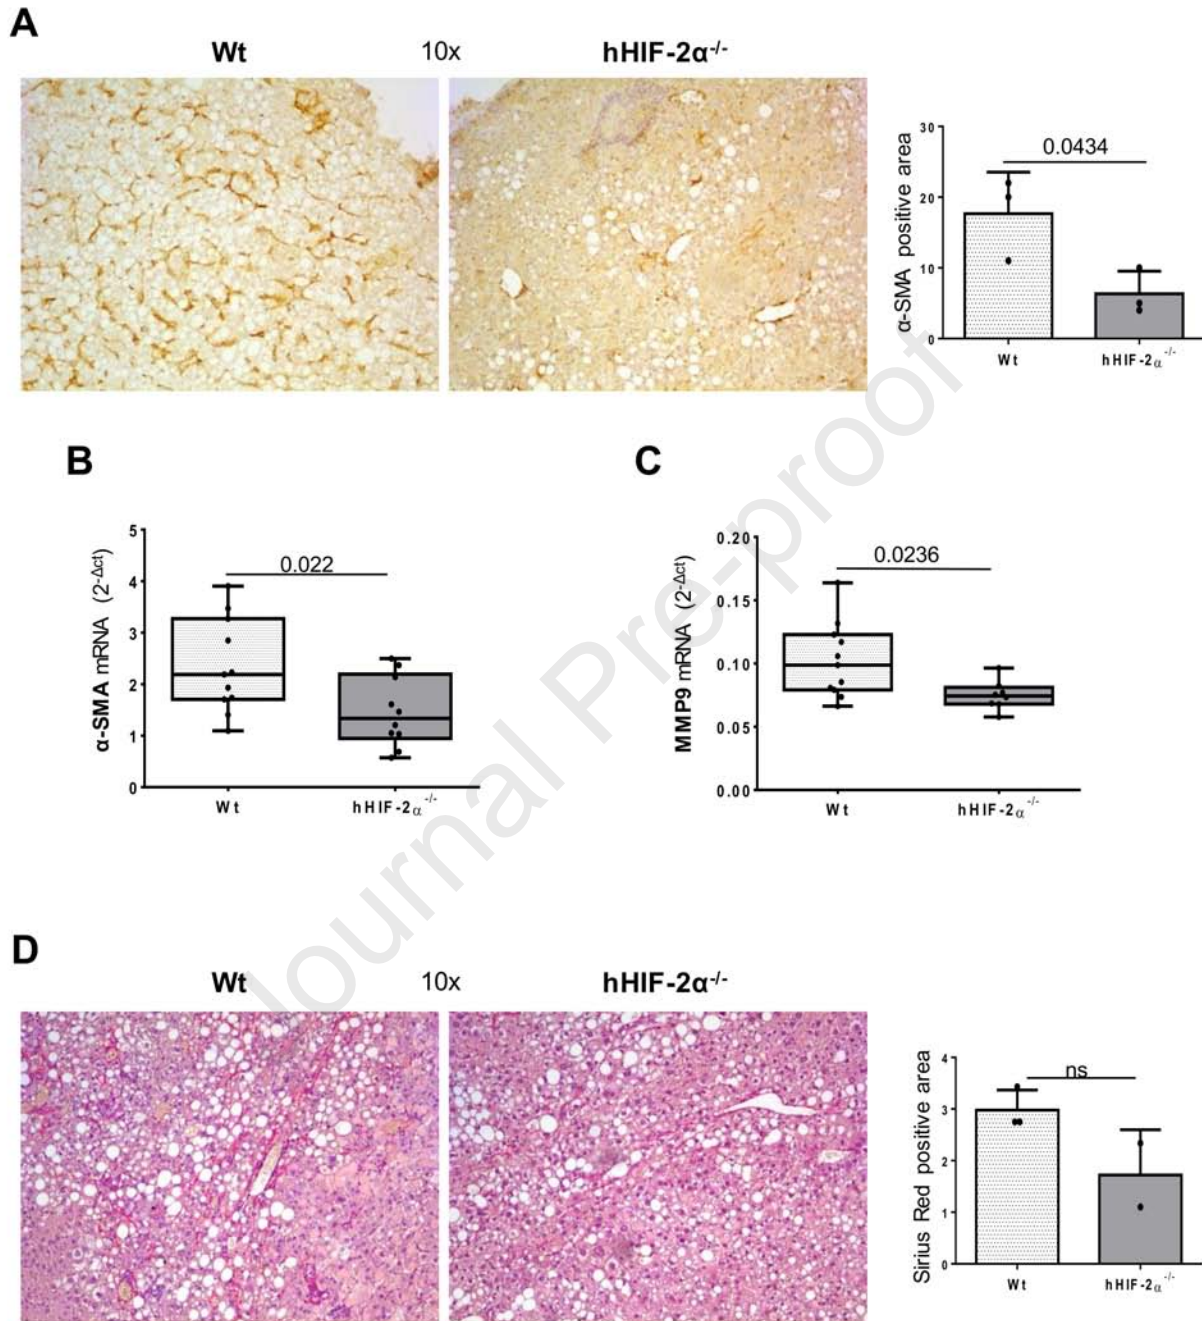 A
Wt 10x hHIF-2α-/-
α-SMA positive area
30
20
10
0
0.0434
Wt
hHIF-2α-/-
B
α-SMA mRNA (2-Δct)
5
4
3
2
1
0
0.022
Wt
hHIF-2α-/-
C
MMP9 mRNA (2-Δct)
0.20
0.15
0.10
0.05
0.00
0.0236
Wt
hHIF-2α-/-
Journal Pre-proof
D
Wt 10x hHIF-2α-/-
Sirius Red positive area
4
3
2
1
0
ns
Wt
hHIF-2α-/-